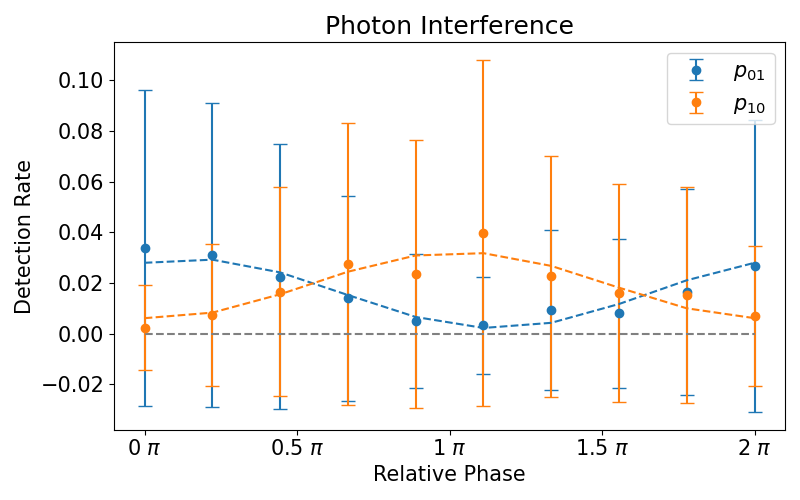 Photon Interference
Detection Rate
0.10
0.08
0.06
0.04
0.02
0.00
−0.02
p01
p10
0 π
0.5 π
1 π
1.5 π
2 π
Relative Phase